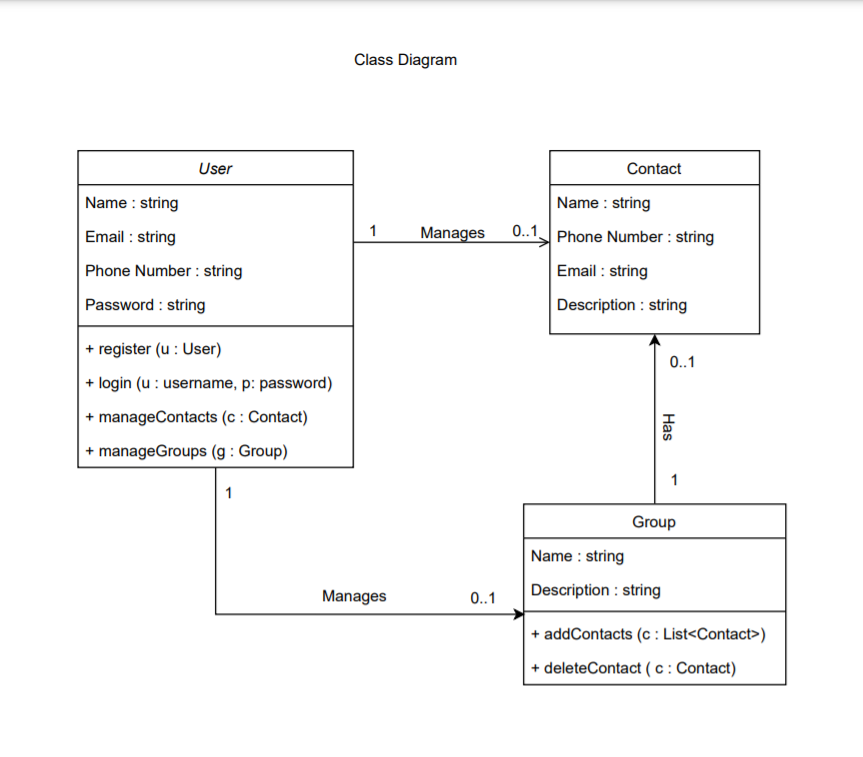 Class Diagram
User
Name : string
Email : string
Phone Number : string
Password : string
+ register (u : User)
+ login (u : username, p: password)
+ manageContacts (c : Contact)
+ manageGroups (g : Group)
1
Manages
0..1
Contact
Name : string
Phone Number : string
Email : string
Description : string
0..1
Has
1
1
Manages
0..1
Group
Name : string
Description : string
+ addContacts (c : List<Contact>)
+ deleteContact ( c : Contact)